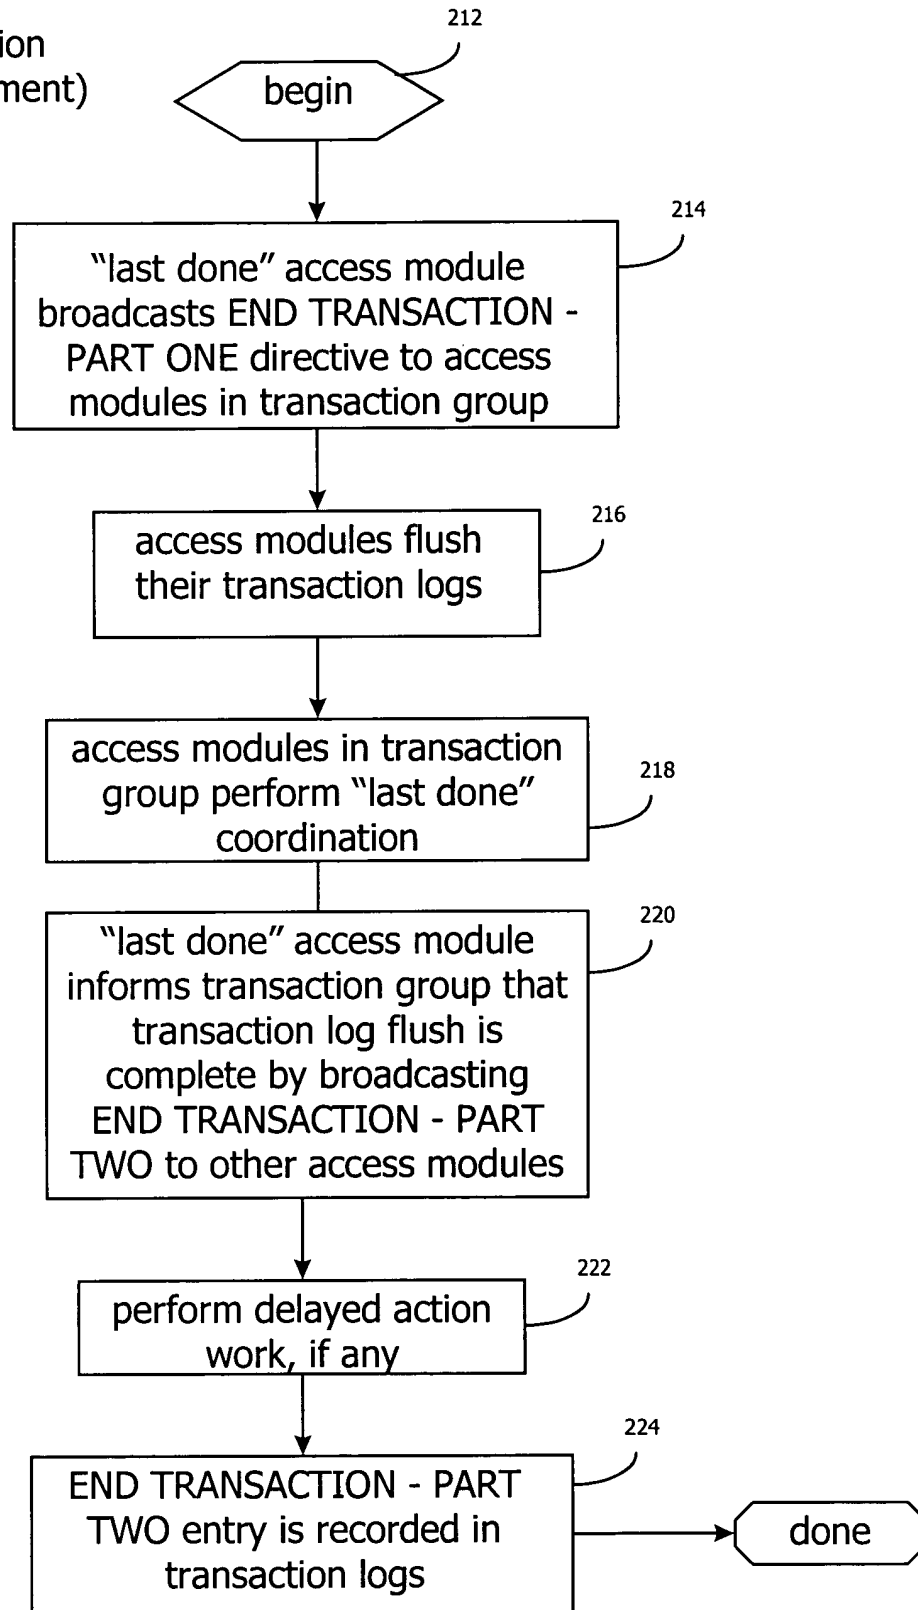 212
begin
214
“last done” access module
broadcasts END TRANSACTION -
PART ONE directive to access
modules in transaction group
216
access modules flush
their transaction logs
218
access modules in transaction
group perform “last done”
coordination
220
“last done” access module
informs transaction group that
transaction log flush is
complete by broadcasting
END TRANSACTION - PART
TWO to other access modules
222
perform delayed action
work, if any
224
END TRANSACTION - PART
TWO entry is recorded in
transaction logs
done